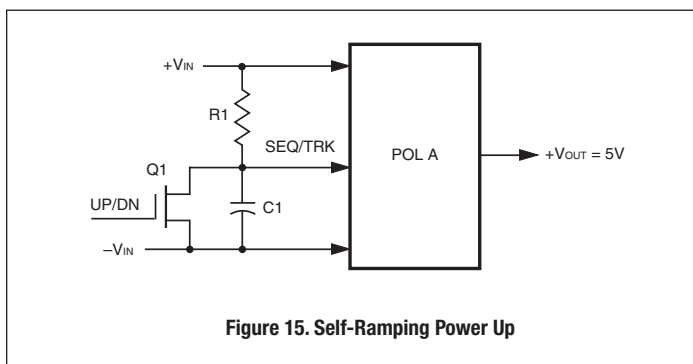 +VIN
R1
SEQ/TRK
POL A
+VOUT = 5V
Q1
UP/DN
C1
–VIN
Figure 15. Self-Ramping Power Up